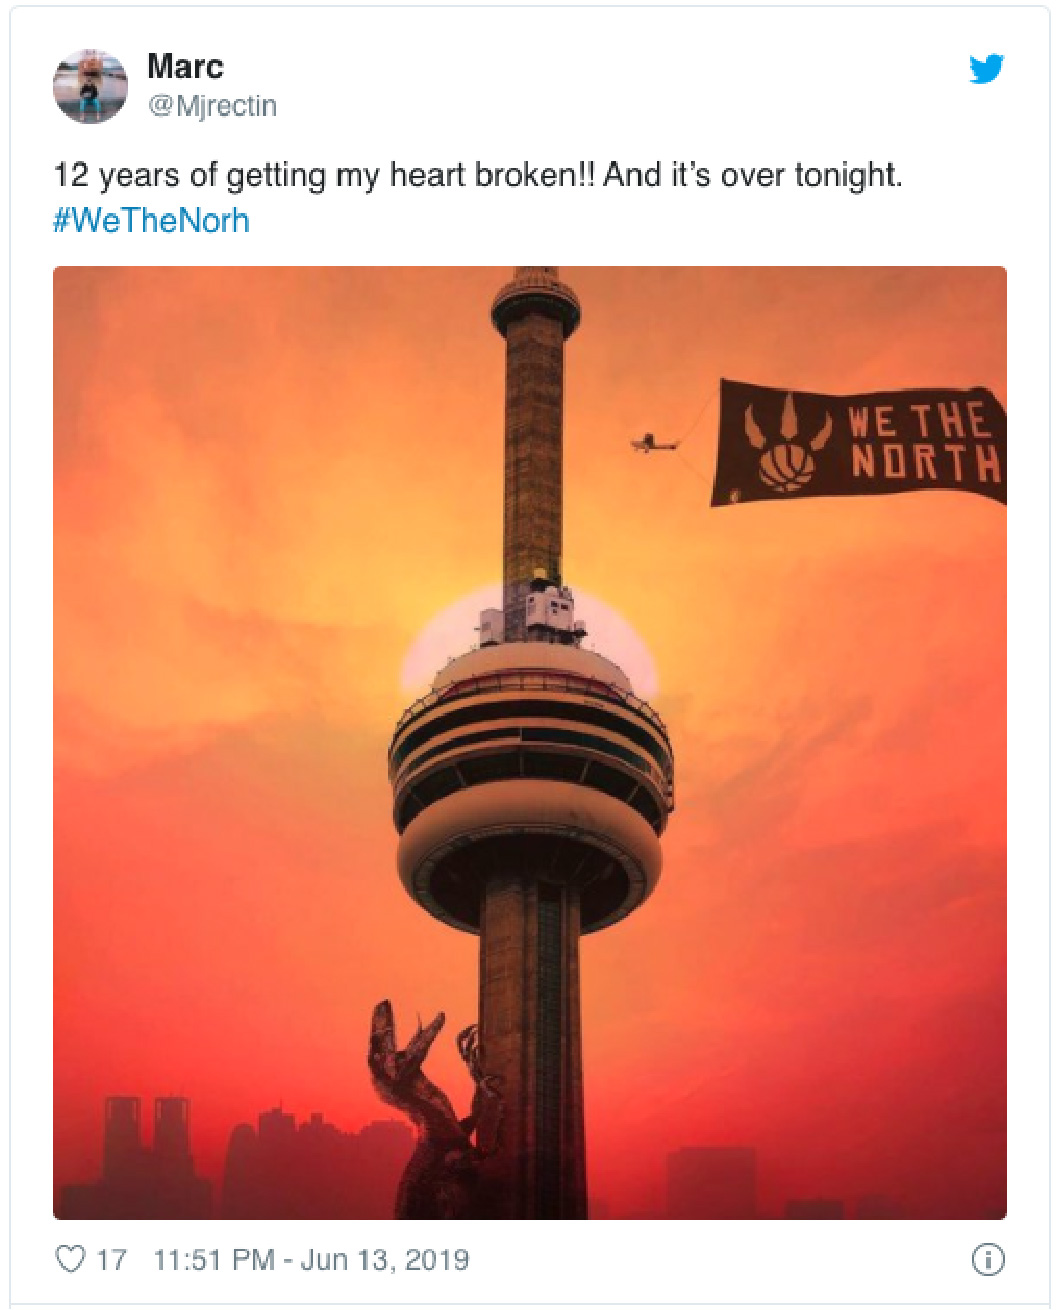 Marc
@Mjrectin
12 years of getting my heart broken!! And it’s over tonight.
#WeTheNorh
WE THE
NORTH
17 11:51 PM - Jun 13, 2019